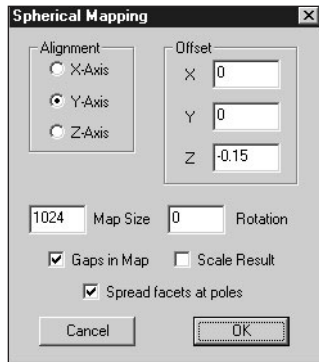 Spherical Mapping
Alignment
X-Axis
Y-Axis
Z-Axis
Offset
X 0
Y 0
Z -0.15
1024 Map Size 0 Rotation
Gaps in Map Scale Result
Spread facets at poles
Cancel OK